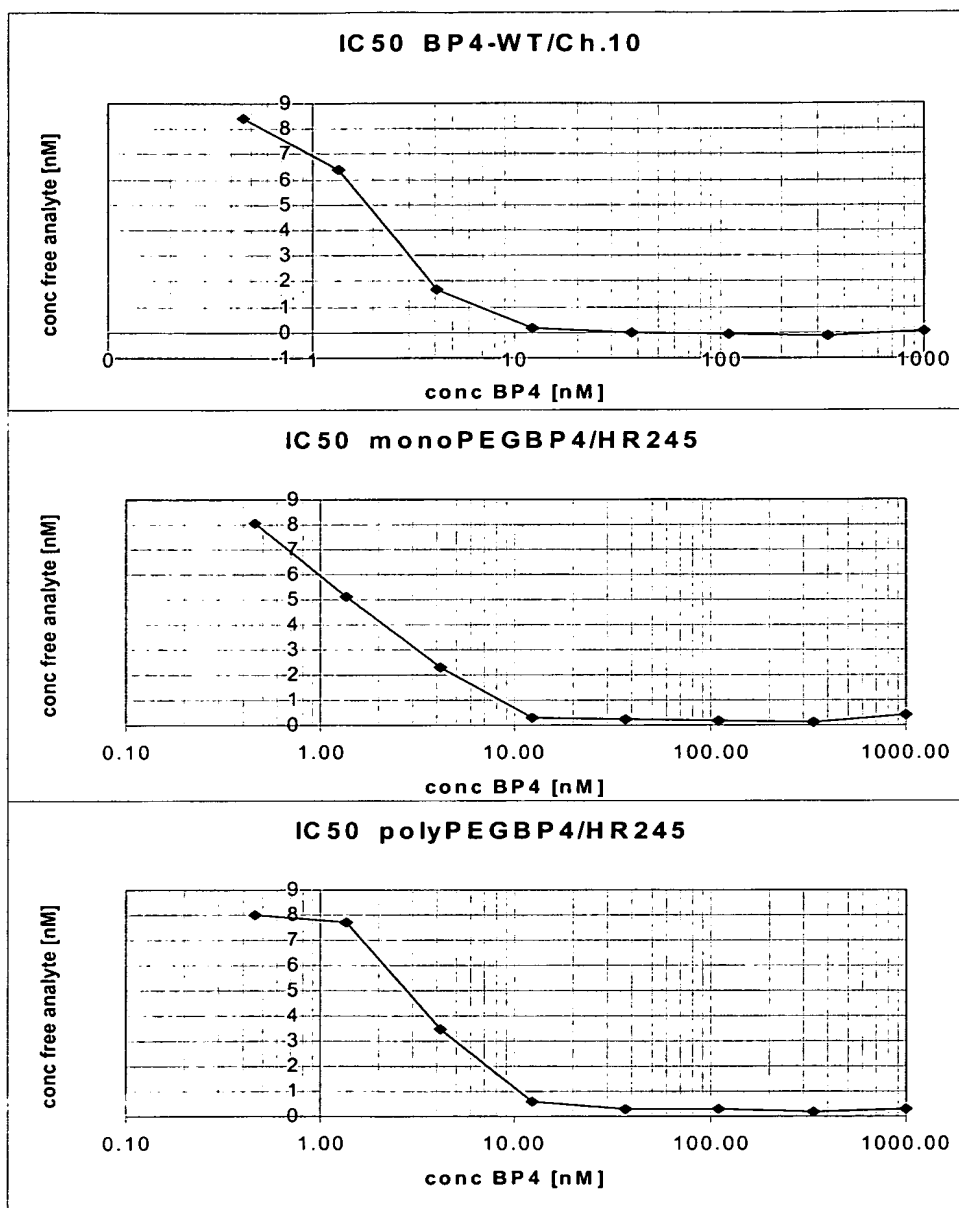 IC50 BP4-WT/Ch.10
conc free analyte [nM]
9
8
7
6
5
4
3
2
1
0
-1
0 1 10 100 1000
conc BP4 [nM]
IC50 monoPEGBP4/HR245
conc free analyte [nM]
9
8
7
6
5
4
3
2
1
0
0.10 1.00 10.00 100.00 1000.00
conc BP4 [nM]
IC50 polyPEGBP4/HR245
conc free analyte [nM]
9
8
7
6
5
4
3
2
1
0
0.10 1.00 10.00 100.00 1000.00
conc BP4 [nM]